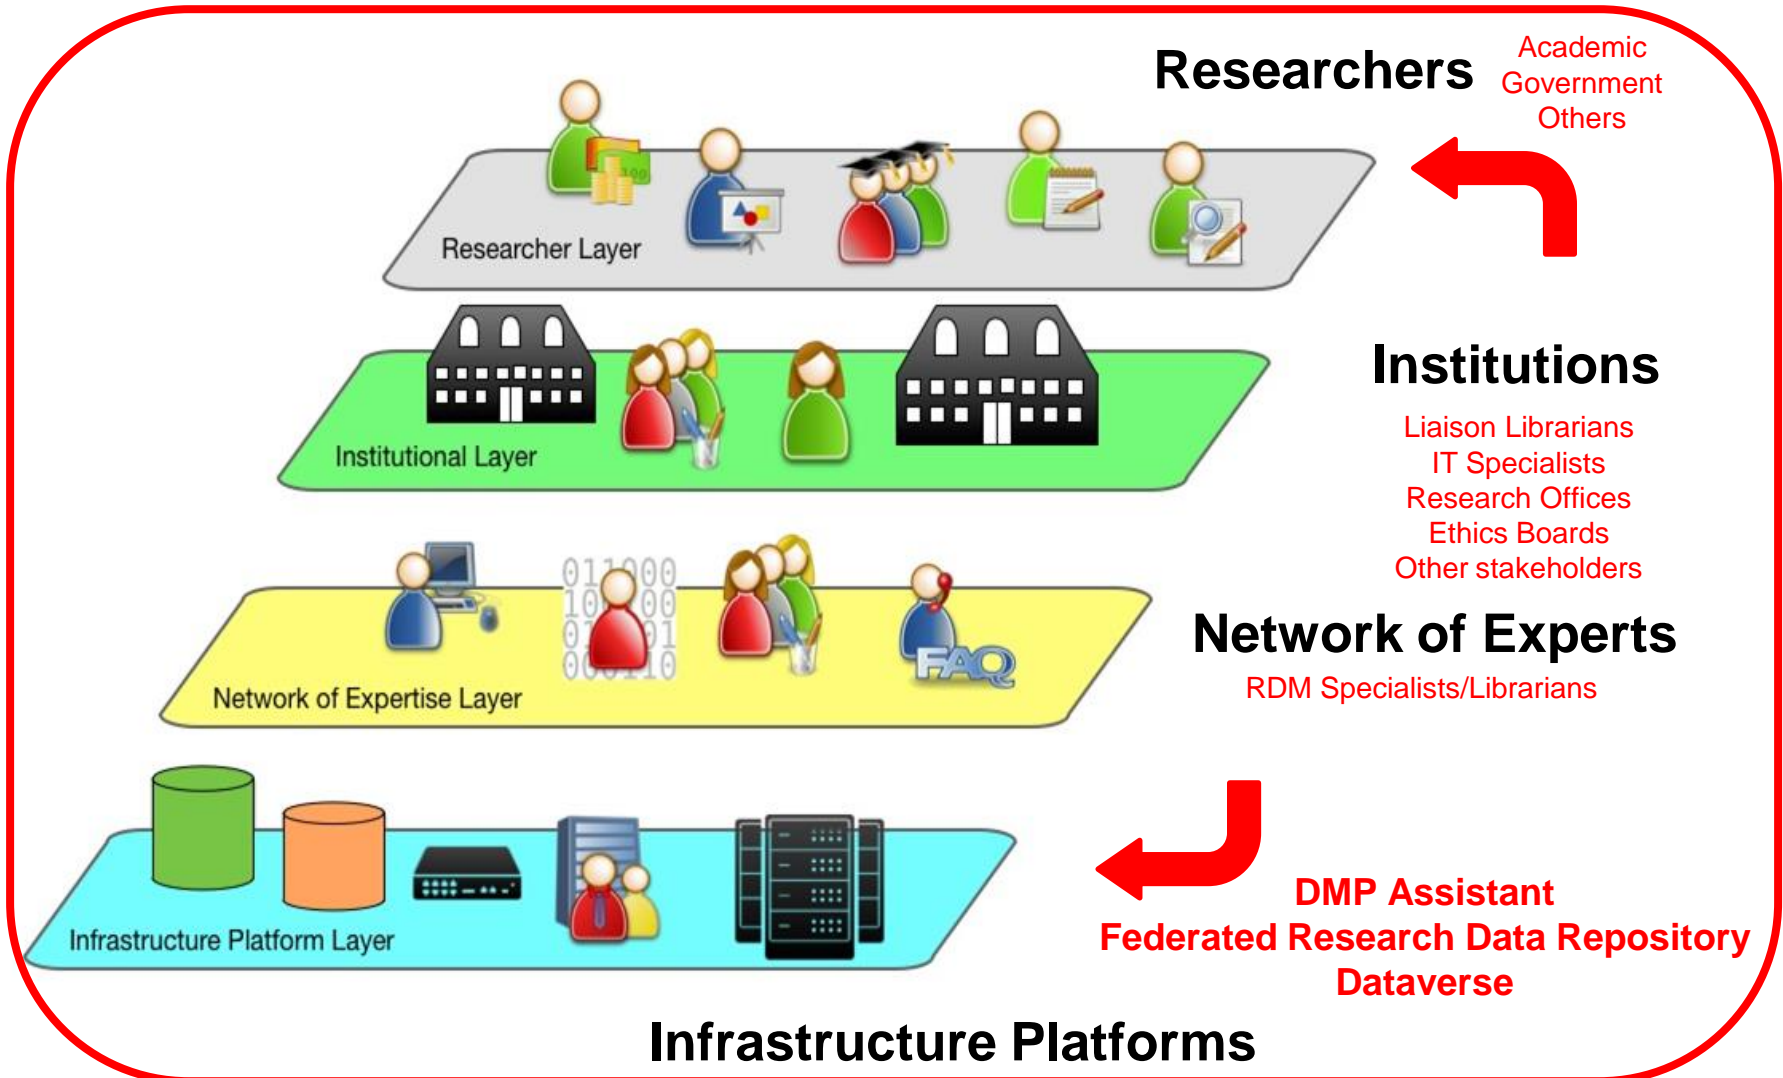 Researchers
Academic
Government
Others
Researcher Layer
Institutions
Liaison Librarians
IT Specialists
Research Offices
Ethics Boards
Other stakeholders
Institutional Layer
Network of Experts
RDM Specialists/Librarians
FAQ
Network of Expertise Layer
DMP Assistant
Federated Research Data Repository
Dataverse
Infrastructure Platform Layer
Infrastructure Platforms